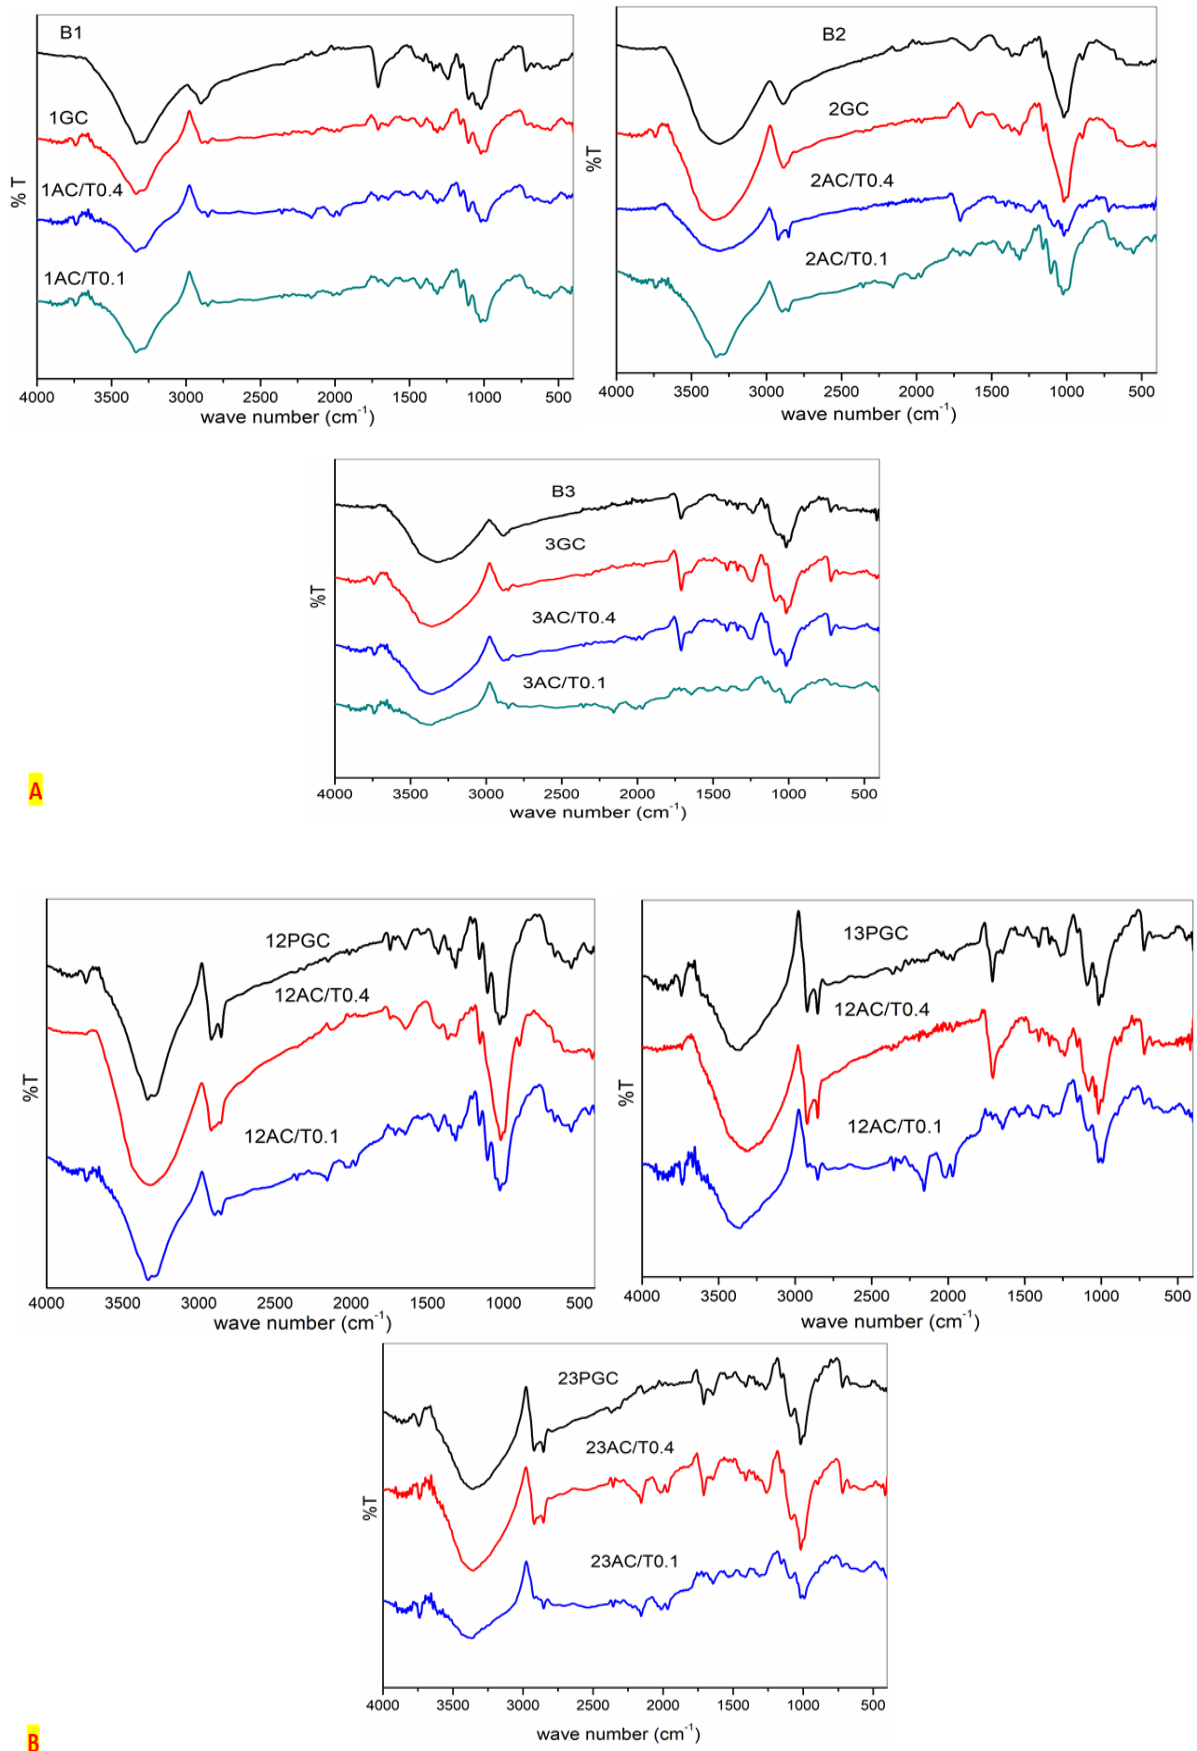 B1
1GC
1AC/T0.4
1AC/T0.1
% T
4000 3500 3000 2500 2000 1500 1000 500
wave number (cm⁻¹)
B2
2GC
2AC/T0.4
2AC/T0.1
%T
4000 3500 3000 2500 2000 1500 1000 500
wave number (cm⁻¹)
B3
3GC
3AC/T0.4
3AC/T0.1
%T
4000 3500 3000 2500 2000 1500 1000 500
wave number (cm⁻¹)
A
12PGC
12AC/T0.4
12AC/T0.1
%T
4000 3500 3000 2500 2000 1500 1000 500
wave number (cm⁻¹)
13PGC
12AC/T0.4
12AC/T0.1
%T
4000 3500 3000 2500 2000 1500 1000 500
wave number (cm⁻¹)
23PGC
23AC/T0.4
23AC/T0.1
%T
4000 3500 3000 2500 2000 1500 1000 500
wave number (cm⁻¹)
B